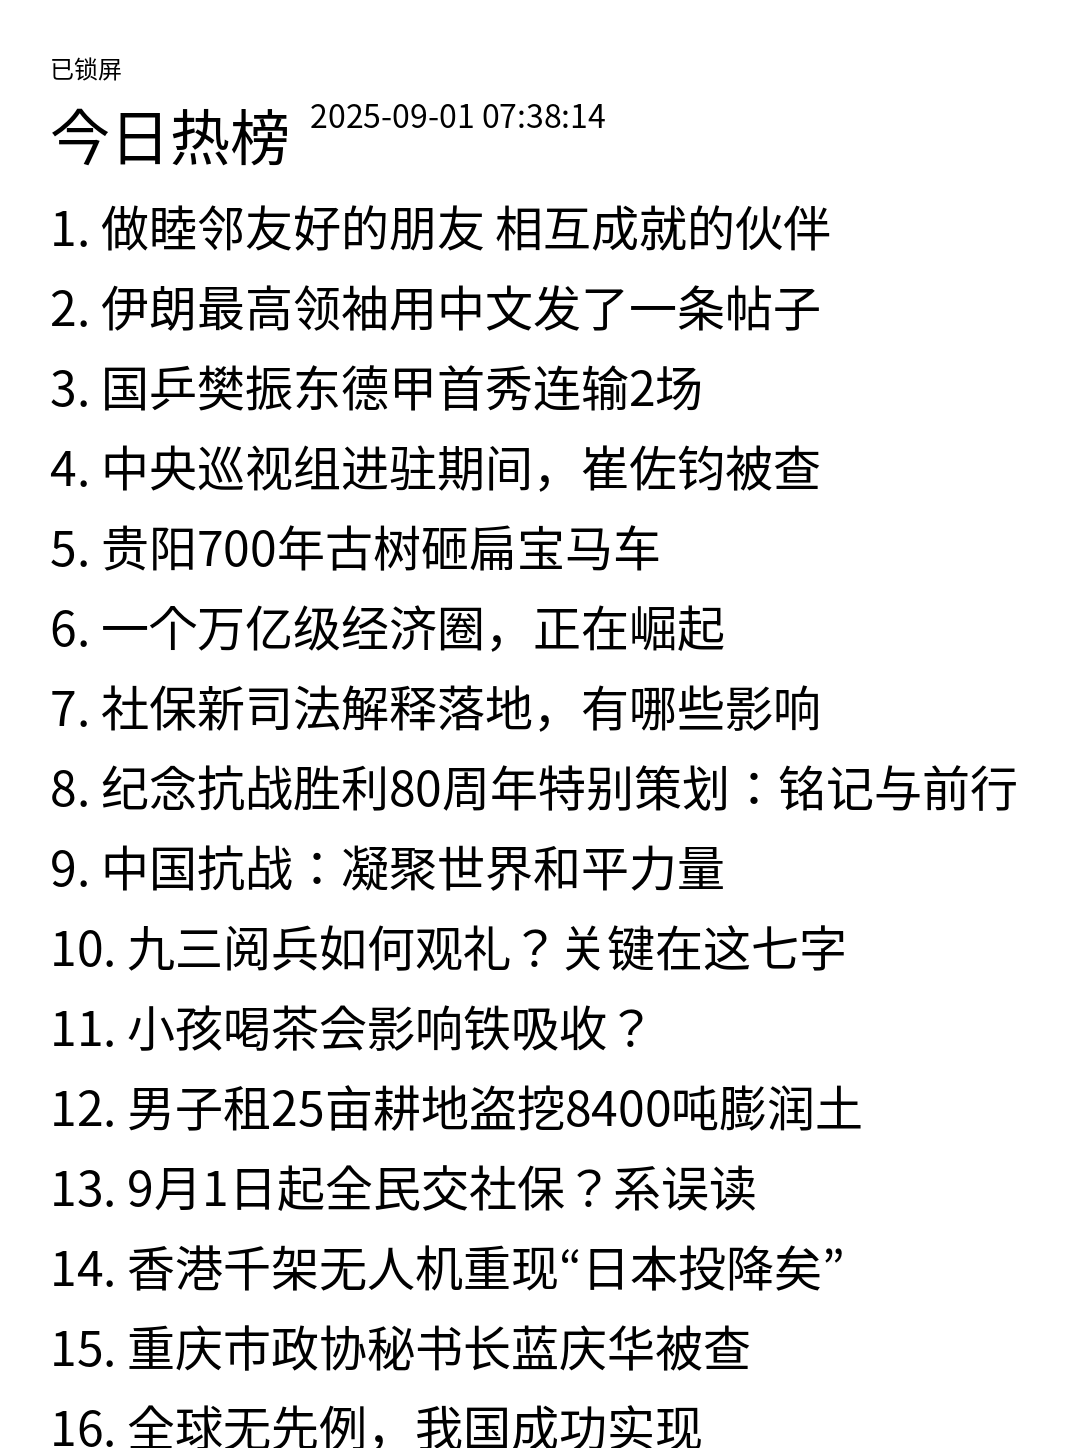 已锁屏
今日热榜 2025-09-01 07:38:14
1. 做睦邻友好的朋友 相互成就的伙伴
2. 伊朗最高领袖用中文发了一条帖子
3. 国乒樊振东德甲首秀连输2场
4. 中央巡视组进驻期间，崔佐钧被查
5. 贵阳700年古树砸扁宝马车
6. 一个万亿级经济圈，正在崛起
7. 社保新司法解释落地，有哪些影响
8. 纪念抗战胜利80周年特别策划：铭记与前行
9. 中国抗战：凝聚世界和平力量
10. 九三阅兵如何观礼？关键在这七字
11. 小孩喝茶会影响铁吸收？
12. 男子租25亩耕地盗挖8400吨膨润土
13. 9月1日起全民交社保？系误读
14. 香港千架无人机重现“日本投降矣”
15. 重庆市政协秘书长蓝庆华被查
16. 全球无先例，我国成功实现